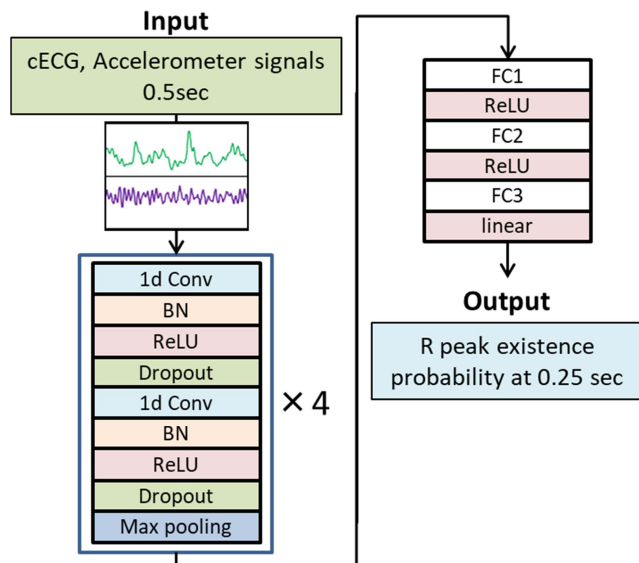 Input
cECG, Accelerometer signals
0.5sec
1d Conv
BN
ReLU
Dropout
1d Conv
BN
ReLU
Dropout
Max pooling
× 4
FC1
ReLU
FC2
ReLU
FC3
linear
Output
R peak existence
probability at 0.25 sec